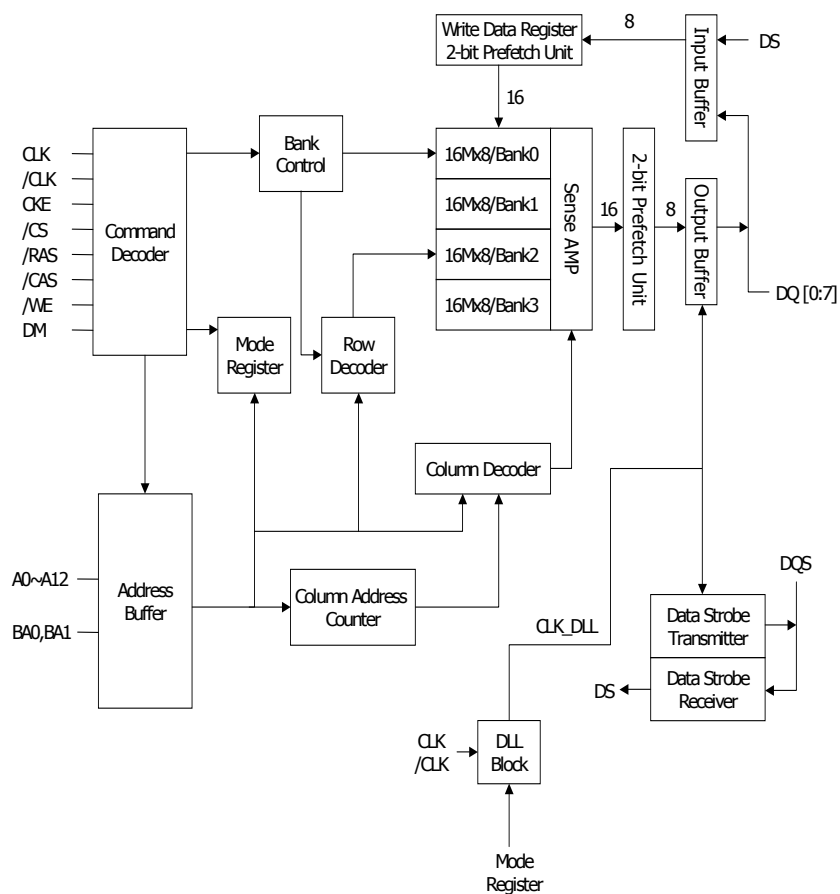 Write Data Register
2-bit Prefetch Unit
8
Input Buffer
DS
16
Bank
Control
16Mx8/Bank0
16Mx8/Bank1
16Mx8/Bank2
16Mx8/Bank3
Sense AMP
16
2-bit Prefetch Unit
8
Output Buffer
DQ [0:7]
CLK
/CLK
CKE
/CS
/RAS
/CAS
/WE
DM
Command
Decoder
Mode
Register
Row
Decoder
Column Decoder
A0~A12
BA0,BA1
Address
Buffer
Column Address
Counter
CLK_DLL
DQS
Data Strobe
Transmitter
Data Strobe
Receiver
DS
CLK
/CLK
DLL
Block
Mode
Register